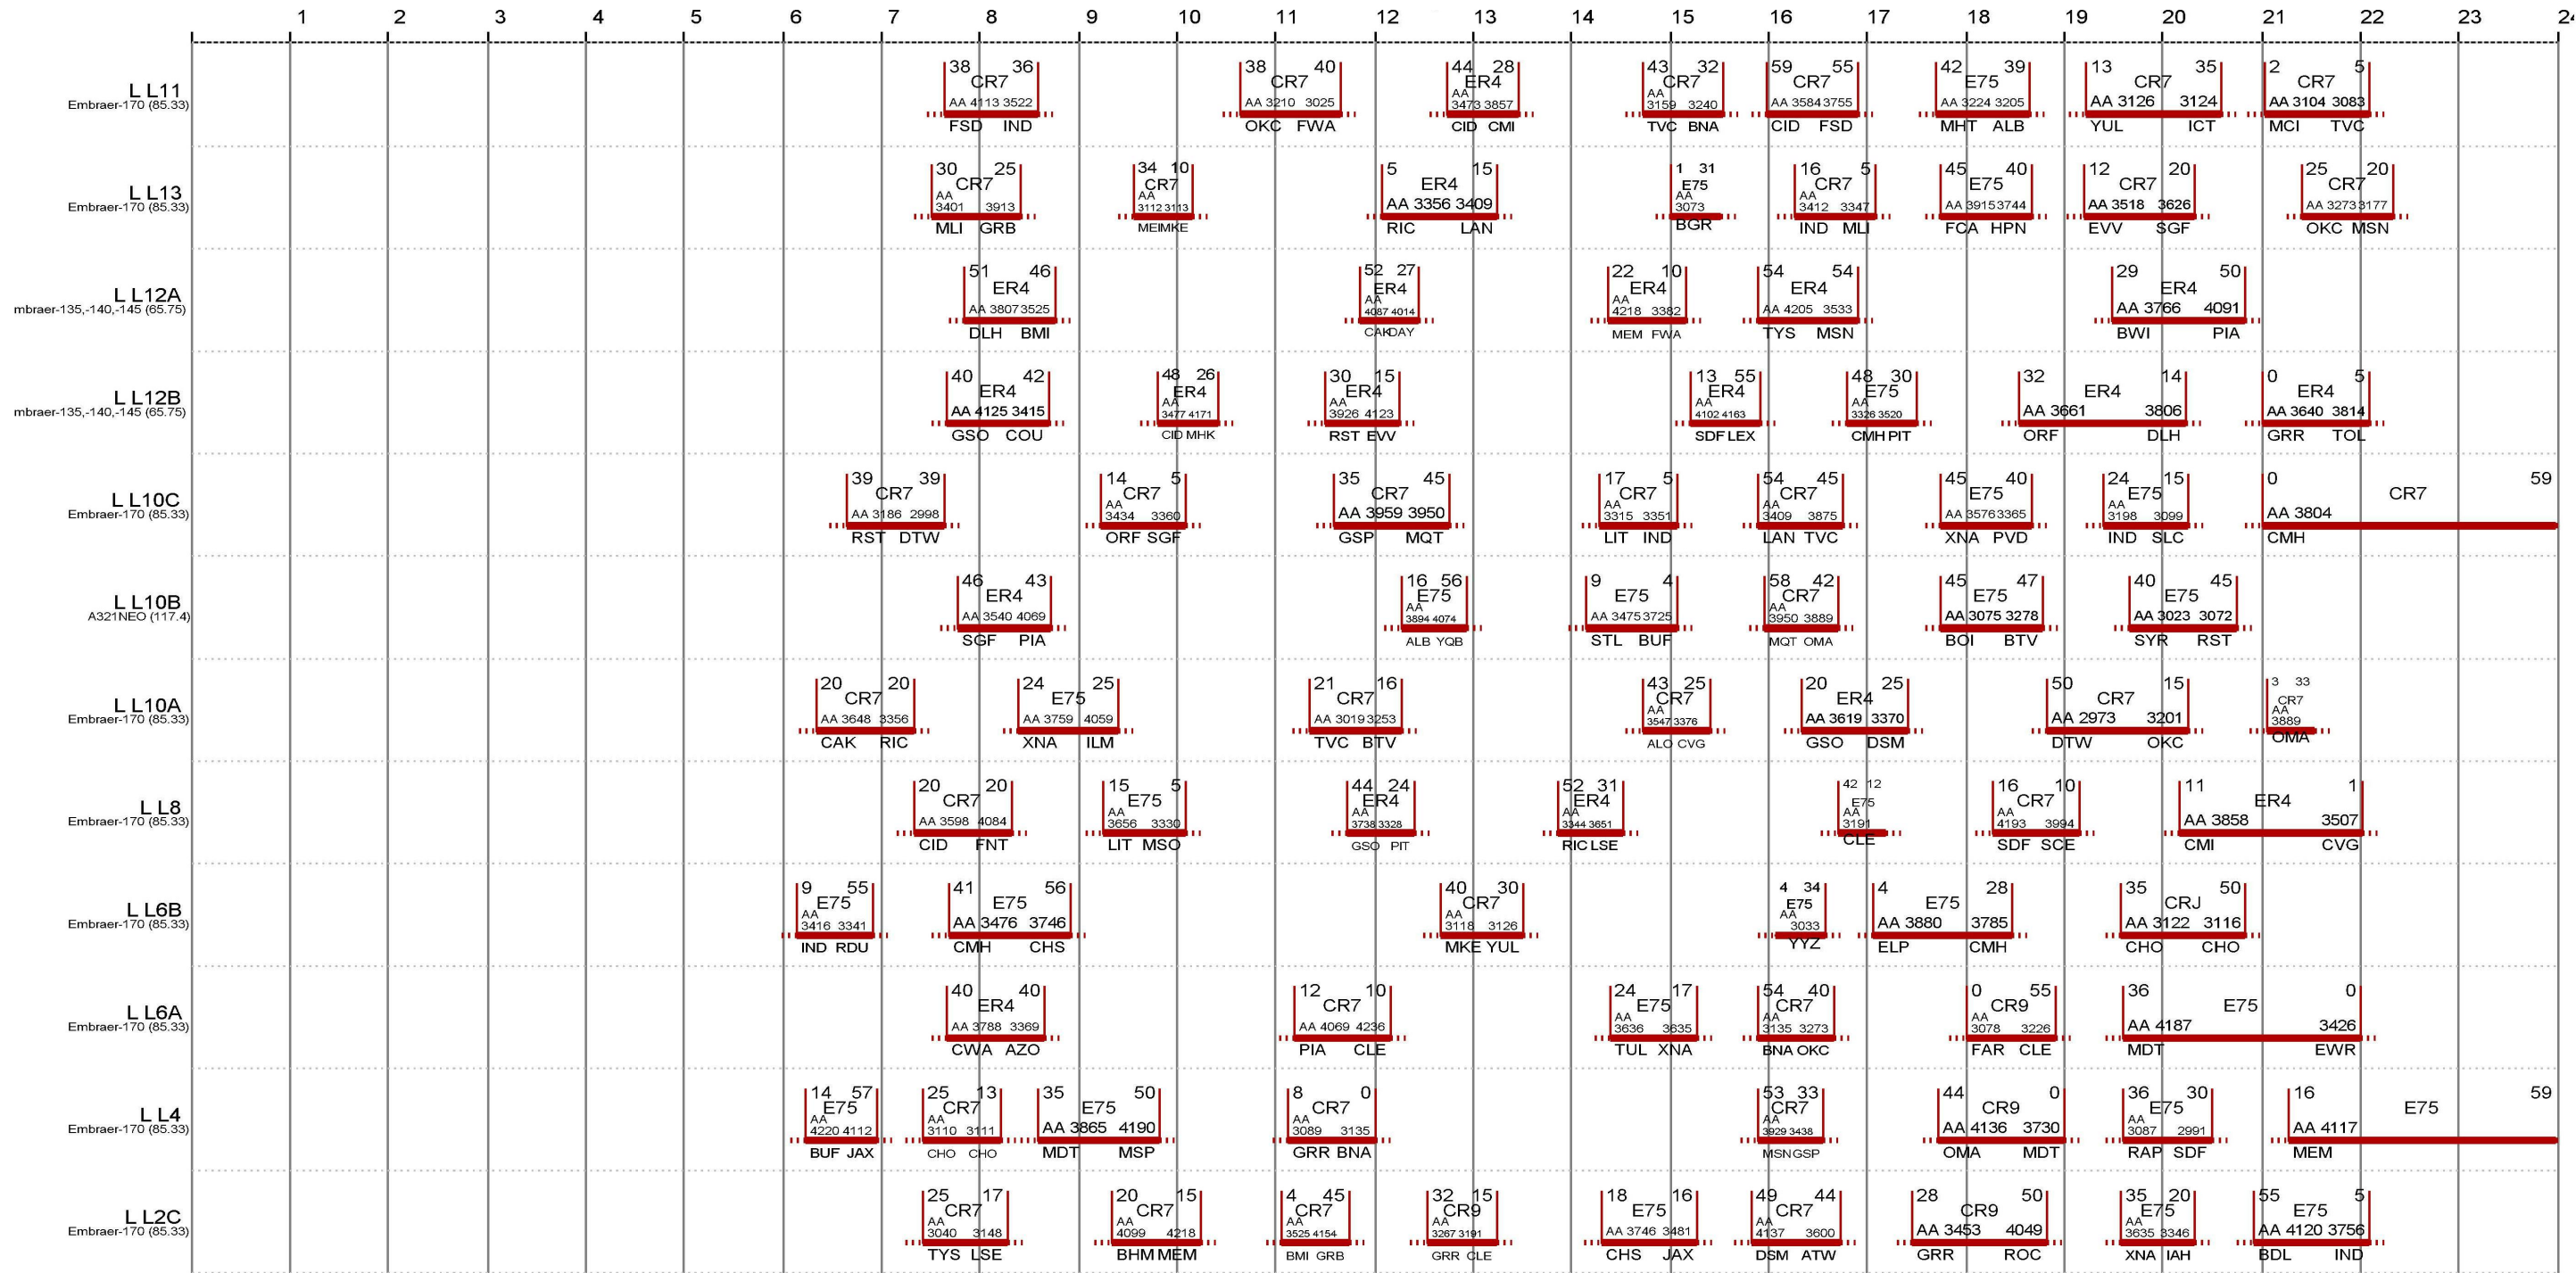 1 2 3 4 5 6 7 8 9 10 11 12 13 14 15 16 17 18 19 20 21 22 23 24
38 36 38 40 44 28 43 32 59 55 42 39 13 35 2 5
L L11 CR7 CR7 ER4 CR7 CR7 E75 CR7 CR7
Embraer-170 (85.33) AA 4113 3522 AA 3210 3025 AA 3473 3857 AA 3159 3240 AA 3584 3755 AA 3224 3205 AA 3126 3124 AA 3104 3083
FSD IND OKC FWA CID CMI TVC BNA CID FSD MHT ALB YUL ICT MCI TVC
30 25 34 10 5 15 1 31 16 5 45 40 12 20 25 20
L L13 CR7 CR7 ER4 E75 CR7 E75 CR7 CR7
Embraer-170 (85.33) AA 3401 3913 AA 3112 3113 AA 3356 3409 AA 3073 AA 3412 3347 AA 3915 3744 AA 3518 3626 AA 3273 3177
MLI GRB MEI MKE RIC LAN BGR IND MLI FCA HPN EVV SGF OKC MSN
51 46 52 27 22 10 54 54 29 50
L L12A ER4 ER4 ER4 ER4 ER4
mbraer-135,-140,-145 (65.75) AA 3807 3525 AA 4087 4014 AA 4218 3382 AA 4205 3533 AA 3766 4091
DLH BMI CAK DAY MEM FWA TYS MSN BWI PIA
40 42 48 26 30 15 13 55 48 30 32 14 0 5
L L12B ER4 ER4 ER4 ER4 E75 ER4 ER4
mbraer-135,-140,-145 (65.75) AA 4125 3415 AA 3477 4171 AA 3926 4123 AA 4102 4163 AA 3326 3520 AA 3661 3806 AA 3640 3814
GSO COU CID MHK RST EVV SDF LEX CMH PIT ORF DLH GRR TOL
39 39 14 5 35 45 17 5 54 45 45 40 24 15 0 59
L L10C CR7 CR7 CR7 CR7 CR7 E75 E75 CR7
Embraer-170 (85.33) AA 3186 2998 AA 3434 3360 AA 3959 3950 AA 3315 3351 AA 3409 3875 AA 3576 3365 AA 3198 3099 AA 3804
RST DTW ORF SGF GSP MQT LIT IND LAN TVC XNA PVD IND SLC CMH
46 43 16 56 9 4 58 42 45 47 40 45
L L10B ER4 E75 E75 CR7 E75 E75
A321NEO (117.4) AA 3540 4069 AA 3894 4074 AA 3475 3725 AA 3950 3889 AA 3075 3278 AA 3023 3072
SGF PIA ALB YQB STL BUF MQT OMA BOI BTV SYR RST
20 20 24 25 21 16 43 25 20 25 50 15 3 33
L L10A CR7 E75 CR7 CR7 ER4 CR7 CR7
Embraer-170 (85.33) AA 3648 3356 AA 3759 4059 AA 3019 3253 AA 3547 3376 AA 3619 3370 AA 2973 3201 AA 3889
CAK RIC XNA ILM TVC BTV ALO CVG GSO DSM DTW OKC OMA
20 20 15 5 44 24 52 31 42 12 16 10 11 1
L L8 CR7 E75 ER4 ER4 E75 CR7 ER4
Embraer-170 (85.33) AA 3598 4084 AA 3656 3330 AA 3738 3328 AA 3344 3651 AA 3191 AA 4193 3994 AA 3858 3507
CID FNT LIT MSO GSO PIT RIC LSE CLE SDF SCE CMI CVG
9 55 41 56 40 30 4 34 4 28 35 50
L L6B E75 E75 CR7 E75 E75 CRJ
Embraer-170 (85.33) AA 3416 3341 AA 3476 3746 AA 3118 3126 AA 3033 AA 3880 3785 AA 3122 3116
IND RDU CMH CHS MKE YUL YYZ ELP CMH CHO CHO
40 40 12 10 24 17 54 40 0 55 36 0
L L6A ER4 CR7 E75 CR7 CR9 E75
Embraer-170 (85.33) AA 3788 3369 AA 4069 4236 AA 3636 3635 AA 3135 3273 AA 3078 3226 AA 4187 3426
CWA AZO PIA CLE TUL XNA BNA OKC FAR CLE MDT EWR
14 57 25 13 35 50 8 0 53 33 44 0 36 30 16 59
L L4 E75 CR7 E75 CR7 CR7 CR9 E75 E75
Embraer-170 (85.33) AA 4220 4112 AA 3110 3111 AA 3865 4190 AA 3089 3135 AA 3929 3438 AA 4136 3730 AA 3087 2991 AA 4117
BUF JAX CHO CHO MDT MSP GRR BNA MSN GSP OMA MDT RAP SDF MEM
25 17 20 15 4 45 32 15 18 16 49 44 28 50 35 20 55 5
L L2C CR7 CR7 CR7 CR9 E75 CR7 CR9 E75 E75
Embraer-170 (85.33) AA 3040 3148 AA 4099 4218 AA 3525 4154 AA 3267 3191 AA 3746 3481 AA 4137 3600 AA 3453 4049 AA 3635 3346 AA 4120 3756
TYS LSE BHM MEM BMI GRB GRR CLE CHS JAX DSM ATW GRR ROC XNA IAH BDL IND